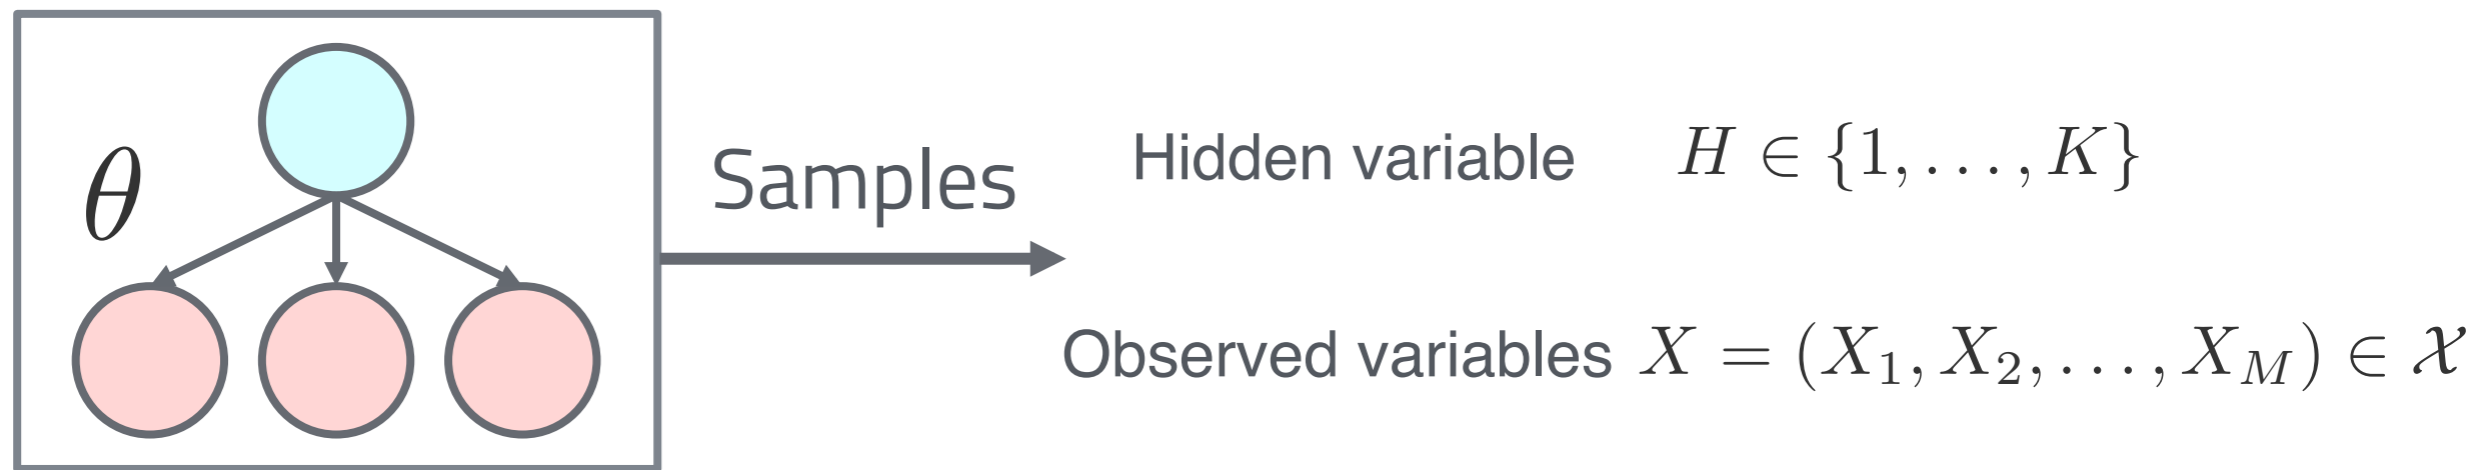 θ
Samples
Hidden variable H ∈ {1, . . . , K}
Observed variables X = (X₁, X₂, . . . , X_M) ∈ 𝒳